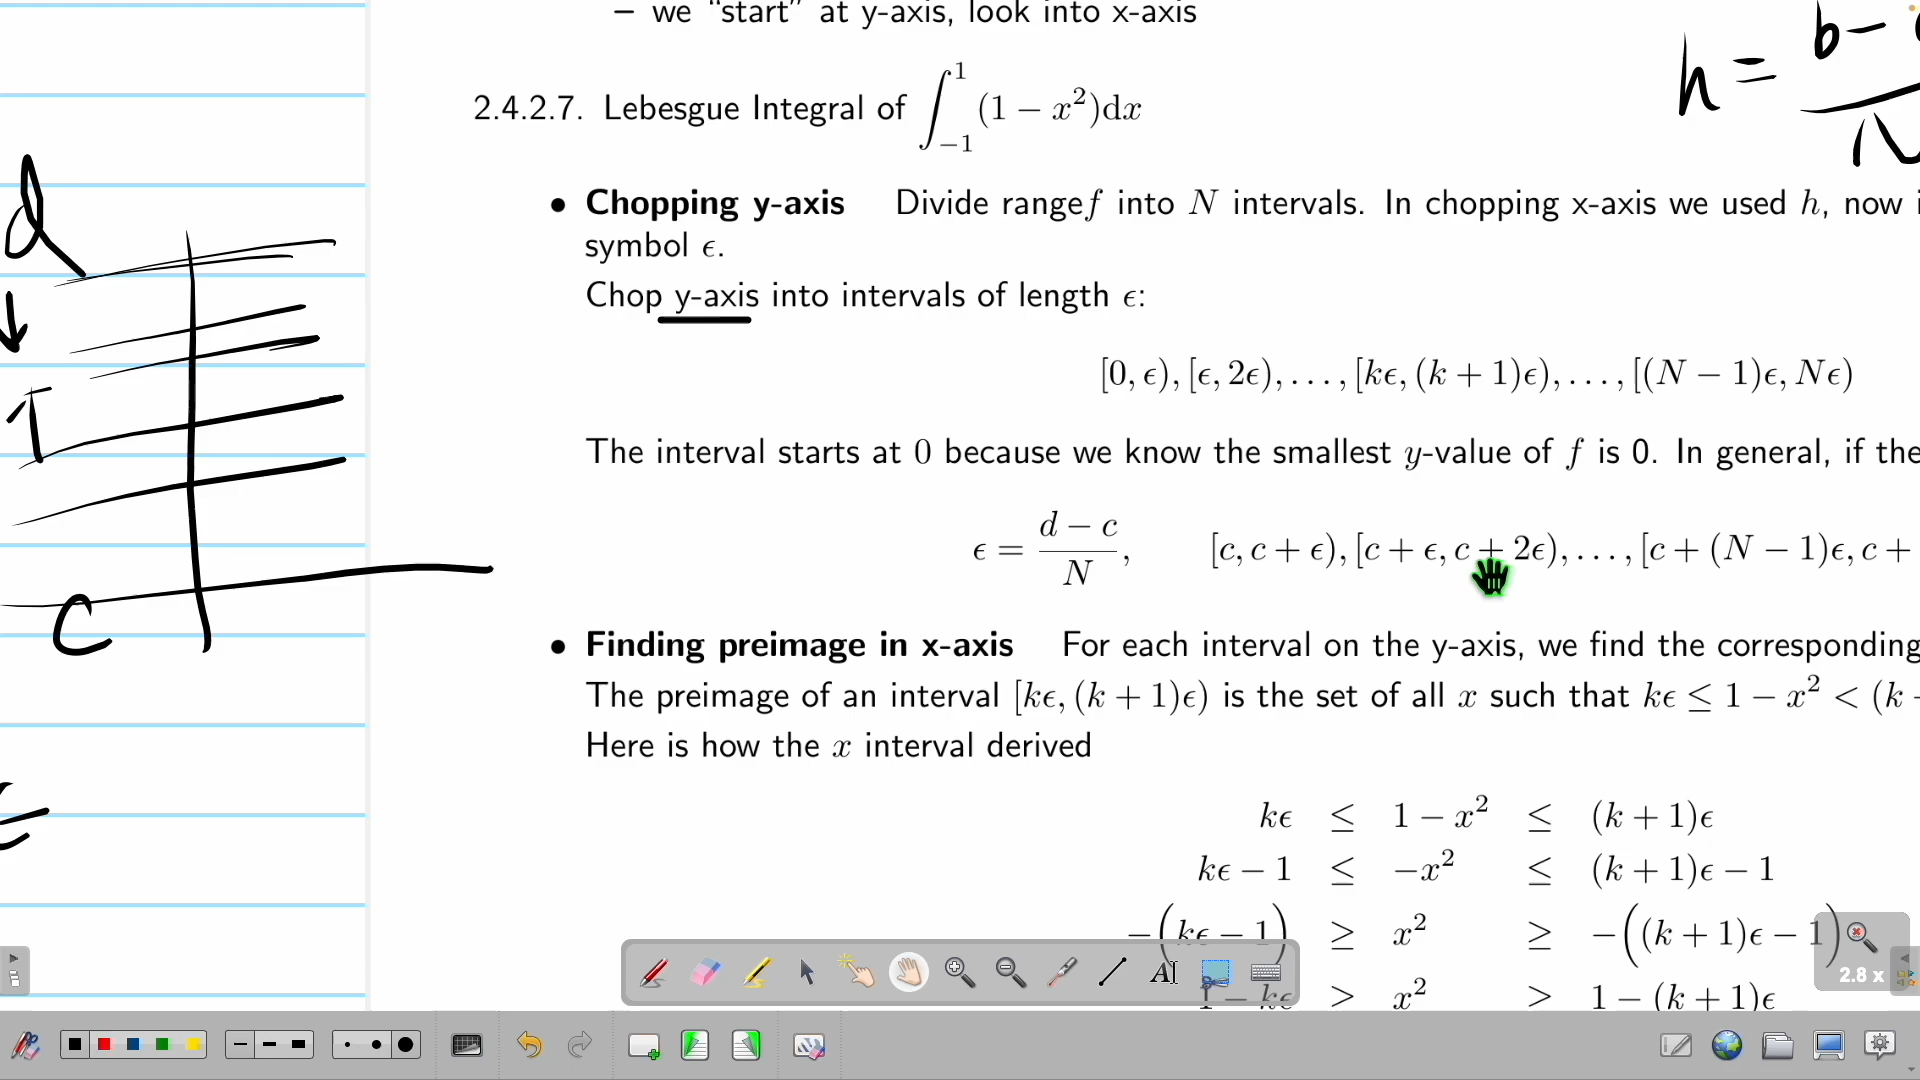 – we “start” at y-axis, look into x-axis
h = b −
N
2.4.2.7. Lebesgue Integral of ∫_{-1}^{1} (1 − x²)dx
d
• Chopping y-axis Divide rangef into N intervals. In chopping x-axis we used h, now
symbol ϵ.
Chop y-axis into intervals of length ϵ:
[0, ϵ), [ϵ, 2ϵ), . . . , [kϵ, (k + 1)ϵ), . . . , [(N − 1)ϵ, Nϵ)
The interval starts at 0 because we know the smallest y-value of f is 0. In general, if the
ϵ = (d − c)/N, [c, c + ϵ), [c + ϵ, c + 2ϵ), . . . , [c + (N − 1)ϵ, c +
c
• Finding preimage in x-axis For each interval on the y-axis, we find the corresponding
The preimage of an interval [kϵ, (k + 1)ϵ) is the set of all x such that kϵ ≤ 1 − x² < (k
Here is how the x interval derived
kϵ ≤ 1 − x² ≤ (k + 1)ϵ
kϵ − 1 ≤ −x² ≤ (k + 1)ϵ − 1
−(kϵ − 1) ≥ x² ≥ −((k + 1)ϵ − 1)
1 − kϵ ≥ x² ≥ 1 − (k + 1)ϵ
2.8 x